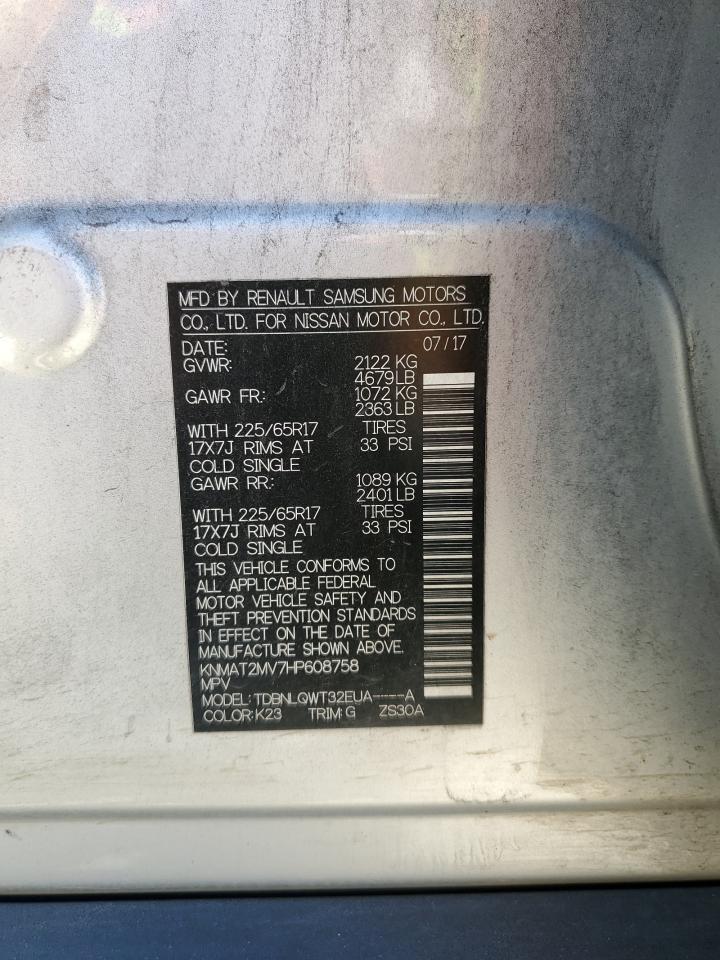 MFD BY RENAULT SAMSUNG MOTORS
CO., LTD. FOR NISSAN MOTOR CO., LTD.
DATE: 07/17
GVWR: 2122 KG
4679 LB
GAWR FR: 1072 KG
2363 LB
WITH 225/65R17 TIRES
17X7J RIMS AT 33 PSI
COLD SINGLE
GAWR RR: 1089 KG
2401 LB
WITH 225/65R17 TIRES
17X7J RIMS AT 33 PSI
COLD SINGLE
THIS VEHICLE CONFORMS TO
ALL APPLICABLE FEDERAL
MOTOR VEHICLE SAFETY AND
THEFT PREVENTION STANDARDS
IN EFFECT ON THE DATE OF
MANUFACTURE SHOWN ABOVE.
KNMAT2MV7HP608758
MPV
MODEL: TDBNLQWT32EUA----A
COLOR: K23 TRIM: G ZS30A